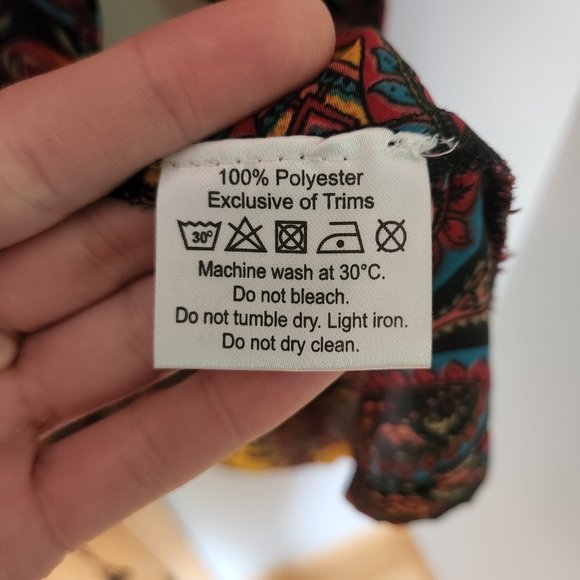 100% Polyester
Exclusive of Trims
30°
Machine wash at 30°C.
Do not bleach.
Do not tumble dry. Light iron.
Do not dry clean.